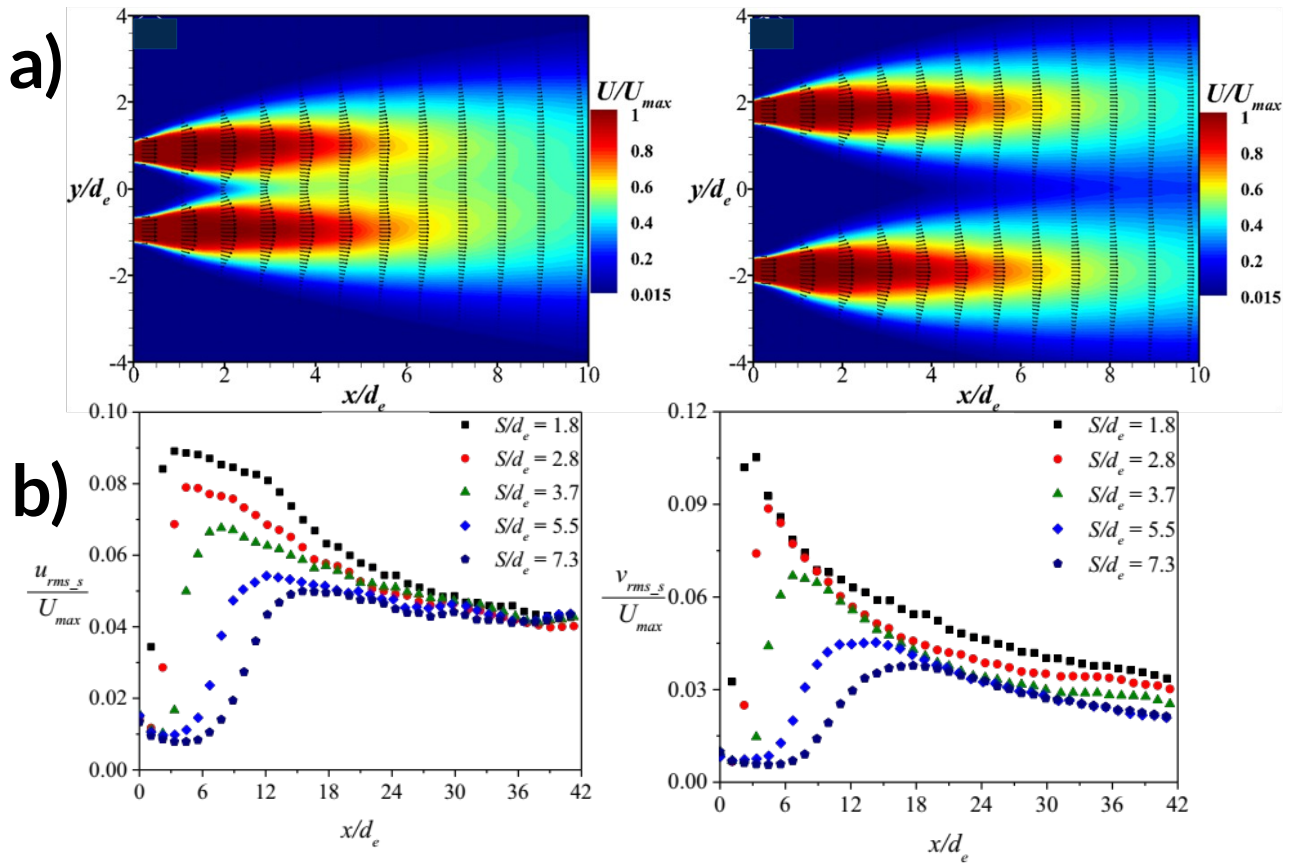 a)
4
2
0
-2
-4
y/de
0 2 4 6 8 10
x/de
U/Umax
1
0.8
0.6
0.4
0.2
0.015
4
2
0
-2
-4
y/de
0 2 4 6 8 10
x/de
U/Umax
1
0.8
0.6
0.4
0.2
0.015
b)
0.10
0.08
0.06
0.04
0.02
0.00
urms_s
Umax
S/de = 1.8
S/de = 2.8
S/de = 3.7
S/de = 5.5
S/de = 7.3
0 6 12 18 24 30 36 42
x/de
0.12
0.09
0.06
0.03
0.00
vrms_s
Umax
S/de = 1.8
S/de = 2.8
S/de = 3.7
S/de = 5.5
S/de = 7.3
0 6 12 18 24 30 36 42
x/de